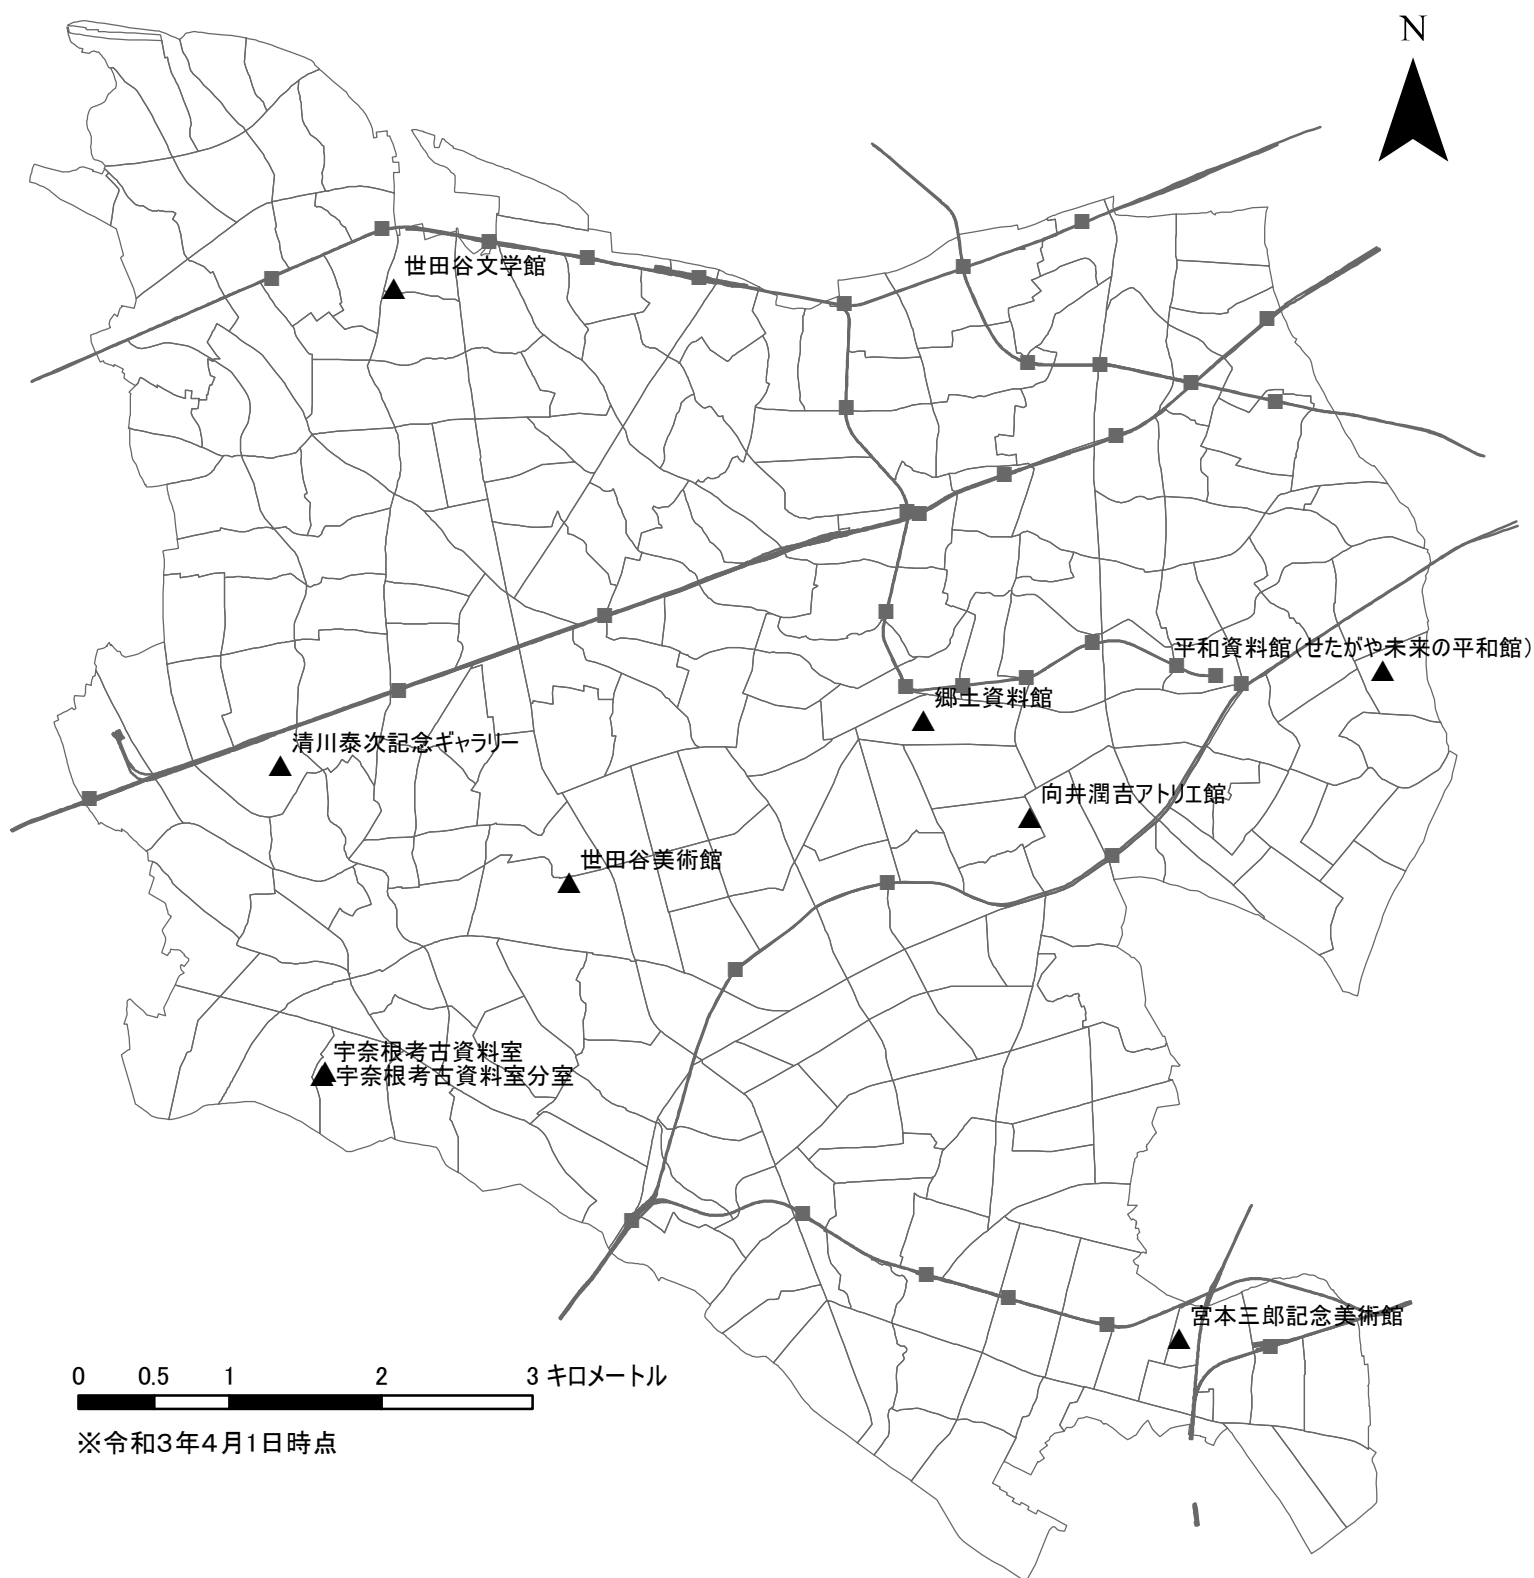 N
世田谷文学館
平和資料館(せたがや未来の平和館)
郷土資料館
清川泰次記念ギャラリー
向井潤吉アトリエ館
世田谷美術館
宇奈根考古資料室
宇奈根考古資料室分室
宮本三郎記念美術館
0 0.5 1 2 3 キロメートル
※令和3年4月1日時点